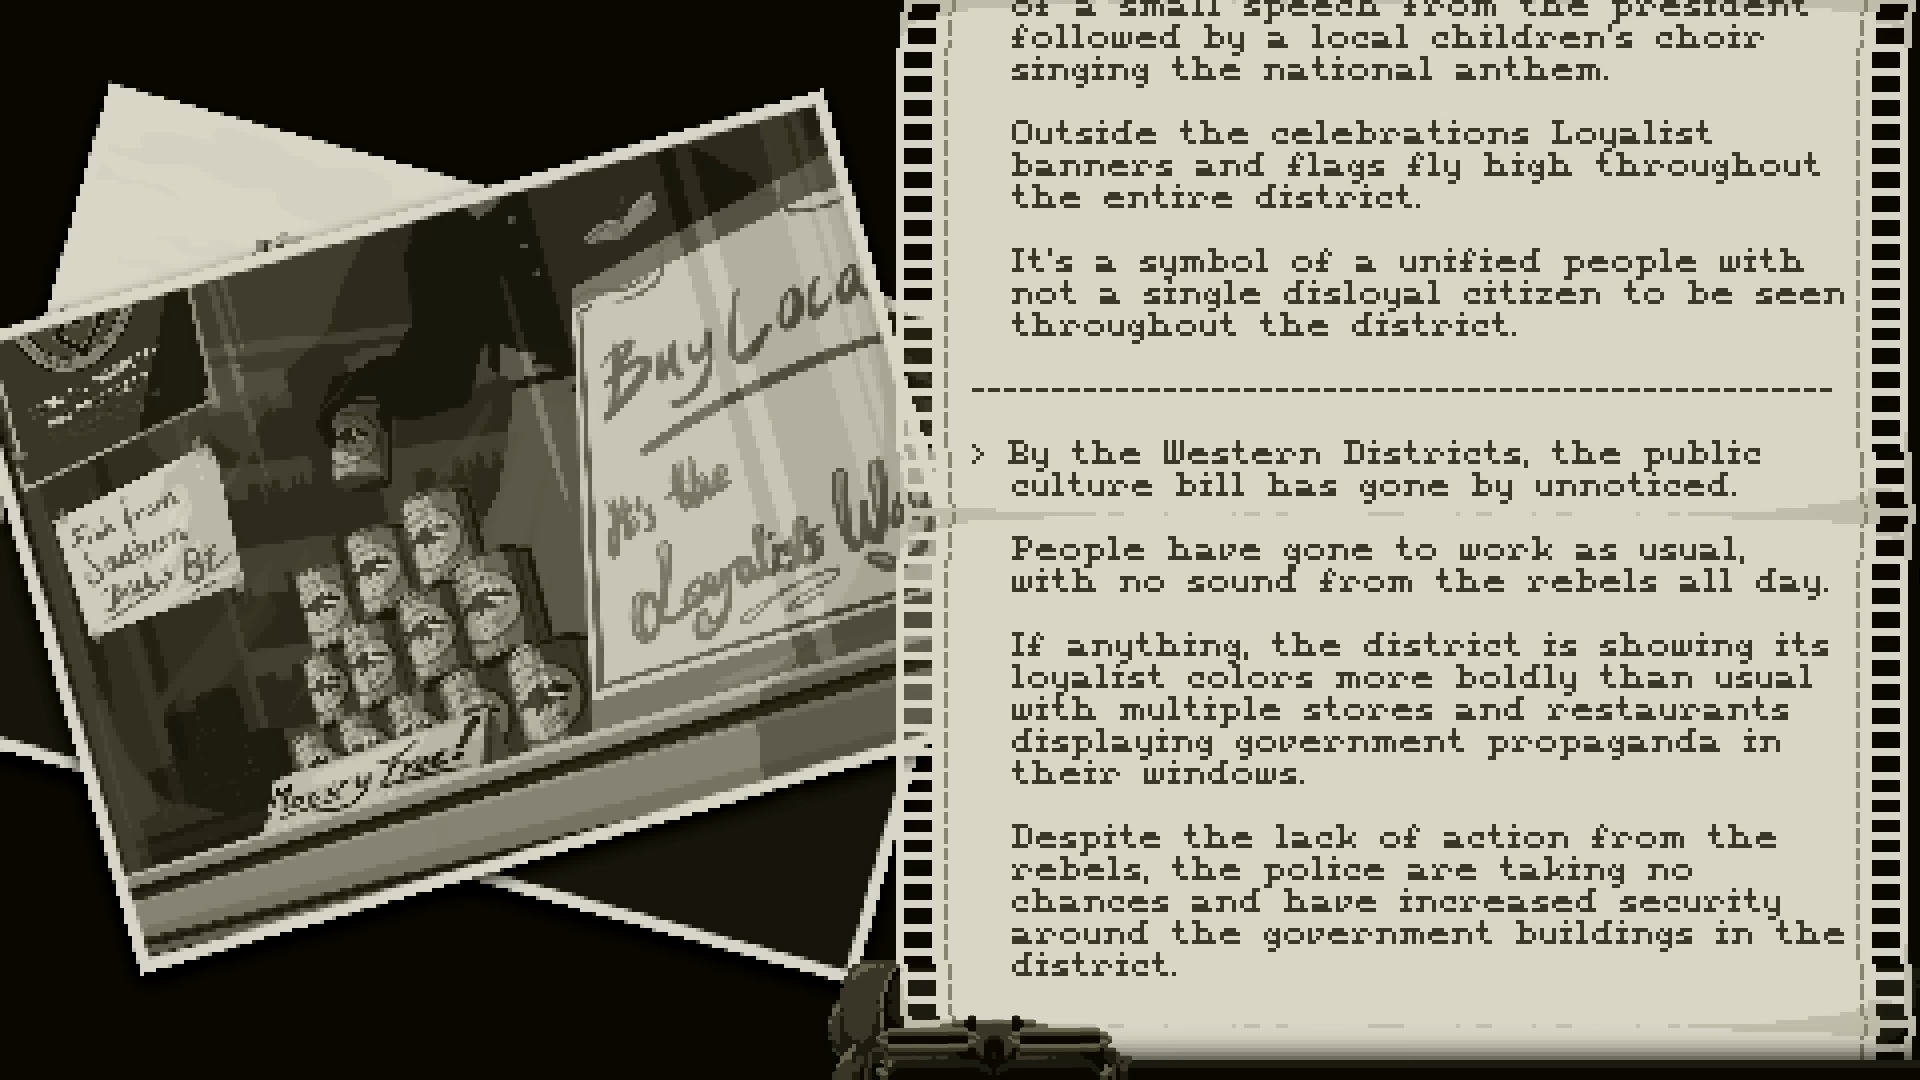 of a small speech from the president
followed by a local children's choir
singing the national anthem.
Outside the celebrations Loyalist
banners and flags fly high throughout
the entire district.
It's a symbol of a unified people with
not a single disloyal citizen to be seen
throughout the district.
> By the Western Districts, the public
culture bill has gone by unnoticed.
People have gone to work as usual,
with no sound from the rebels all day.
If anything, the district is showing its
loyalist colors more boldly than usual
with multiple stores and restaurants
displaying government propaganda in
their windows.
Despite the lack of action from the
rebels, the police are taking no
chances and have increased security
around the government buildings in the
district.
Buy Loca
It's the
Loyalists
Fish from